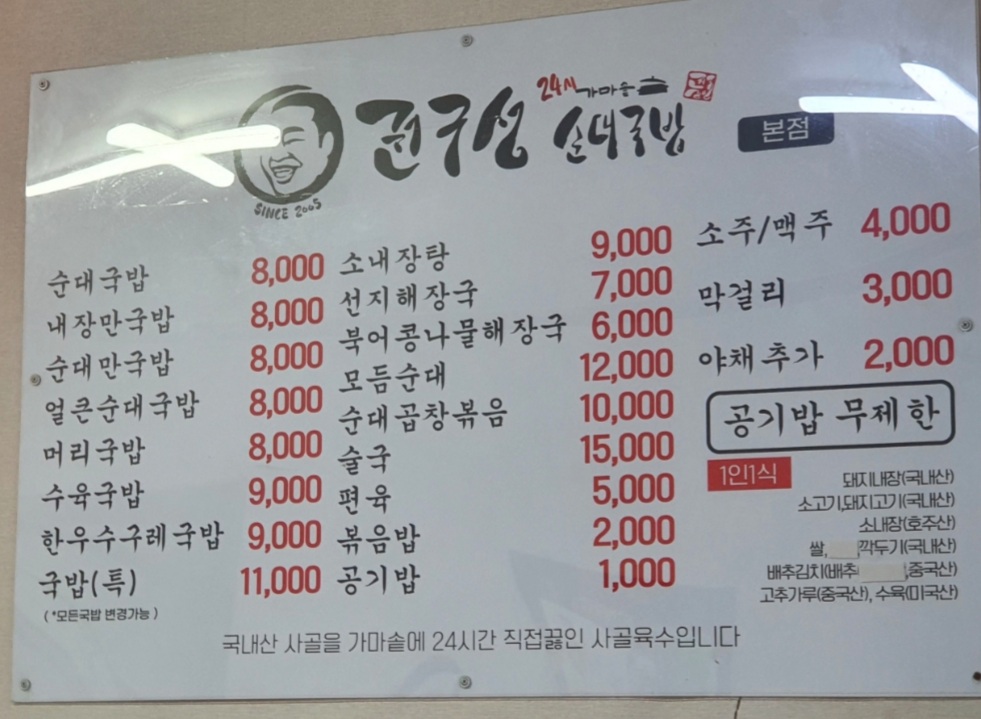 24시 가마솥
권구성 순대국밥
본점
SINCE 2005
순대국밥 8,000
내장만국밥 8,000
순대만국밥 8,000
얼큰순대국밥 8,000
머리국밥 8,000
수육국밥 9,000
한우수구레국밥 9,000
국밥(특) 11,000
( *모든국밥 변경가능 )
소내장탕 9,000
선지해장국 7,000
북어콩나물해장국 6,000
모듬순대 12,000
순대곱창볶음 10,000
술국 15,000
편육 5,000
볶음밥 2,000
공기밥 1,000
소주/맥주 4,000
막걸리 3,000
야채추가 2,000
공기밥 무제한
1인1식
돼지내장(국내산)
소고기,돼지고기(국내산)
소내장(호주산)
쌀, 깍두기(국내산)
배추김치(배추 ,중국산)
고추가루(중국산), 수육(미국산)
국내산 사골을 가마솥에 24시간 직접끓인 사골육수입니다